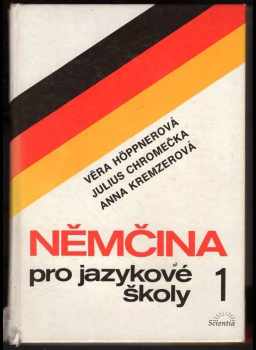 VĚRA HÖPPNEROVÁ
JULIUS CHROMEČKA
ANNA KREMZEROVÁ
NĚMČINA
pro jazykové
školy 1
Scientia